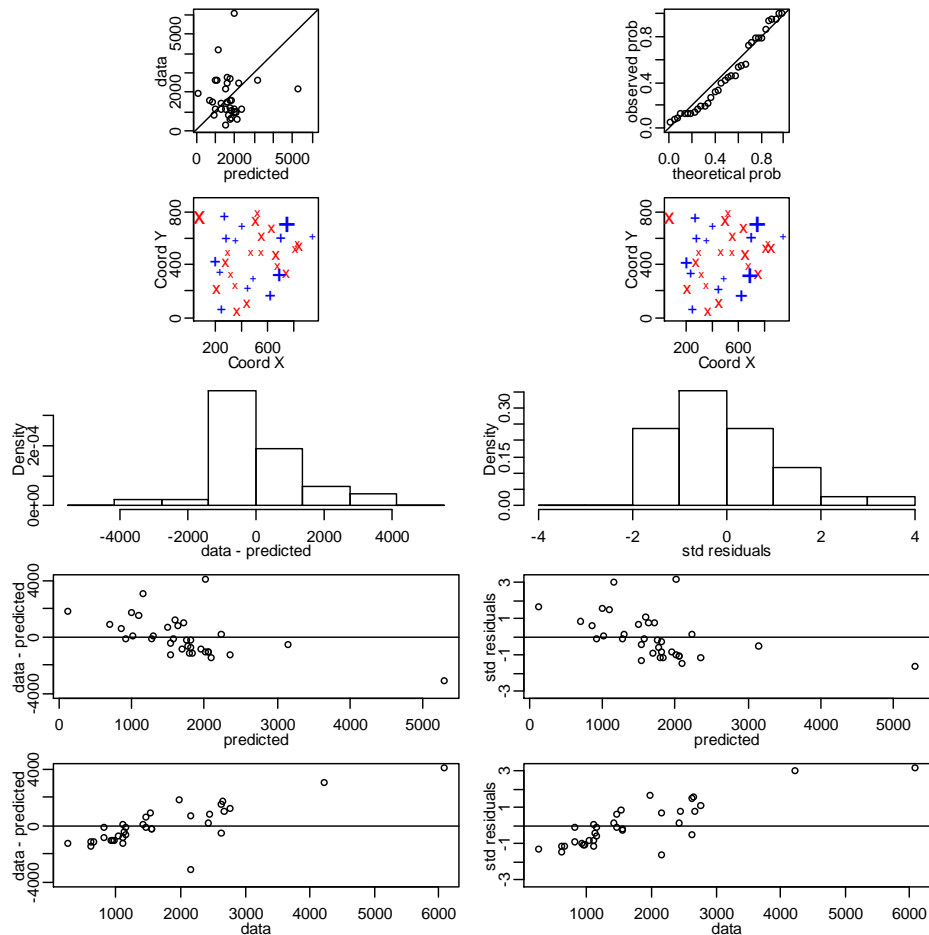 data
0 2000 5000
0 2000 5000
predicted
observed prob
0.0 0.4 0.8
0.0 0.4 0.8
theoretical prob
Coord Y
0 400 800
200 600
Coord X
Coord Y
0 400 800
200 600
Coord X
Density
0e+00 2e-04
-4000 -2000 0 2000 4000
data - predicted
Density
0.00 0.15 0.30
-4 -2 0 2 4
std residuals
data - predicted
-4000 0 4000
0 1000 2000 3000 4000 5000
predicted
std residuals
-3 -1 1 3
0 1000 2000 3000 4000 5000
predicted
data - predicted
-4000 0 4000
1000 2000 3000 4000 5000 6000
data
std residuals
-3 -1 1 3
1000 2000 3000 4000 5000 6000
data